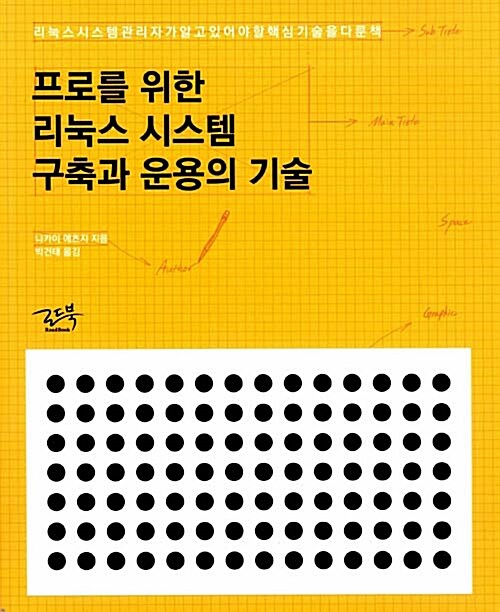 리눅스시스템관리자가알고있어야할핵심기술을다룬책
Sub Title
프로를 위한
리눅스 시스템
Main Title
구축과 운용의 기술
Space
나카이 에츠지 지음
박건태 옮김
Author
로드북
RoadBook
Graphic